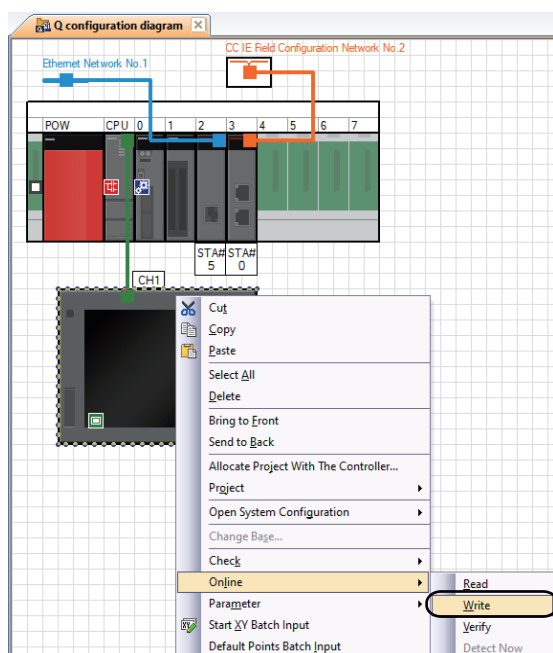 Q configuration diagram
CC IE Field Configuration Network No.2
Ethernet Network No.1
POW CPU 0 1 2 3 4 5 6 7
STA# STA#
5 0
CH1
Cut
Copy
Paste
Select All
Delete
Bring to Front
Send to Back
Allocate Project With The Controller...
Project
Open System Configuration
Change Base...
Check
Online
Read
Parameter
Write
Start XY Batch Input
Verify
Default Points Batch Input
Detect Now